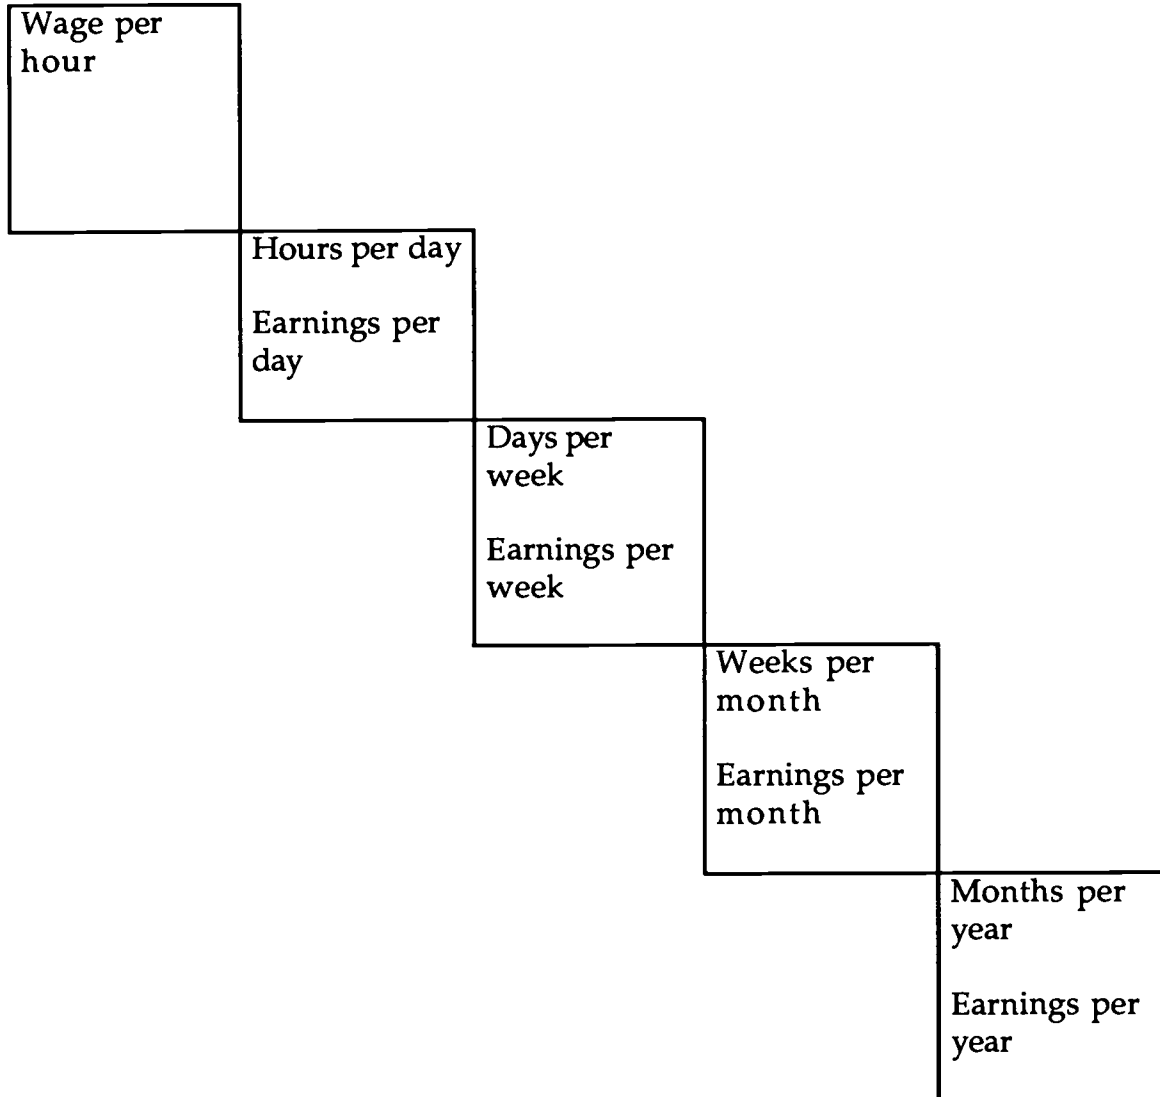 Wage per
hour
Hours per day
Earnings per
day
Days per
week
Earnings per
week
Weeks per
month
Earnings per
month
Months per
year
Earnings per
year